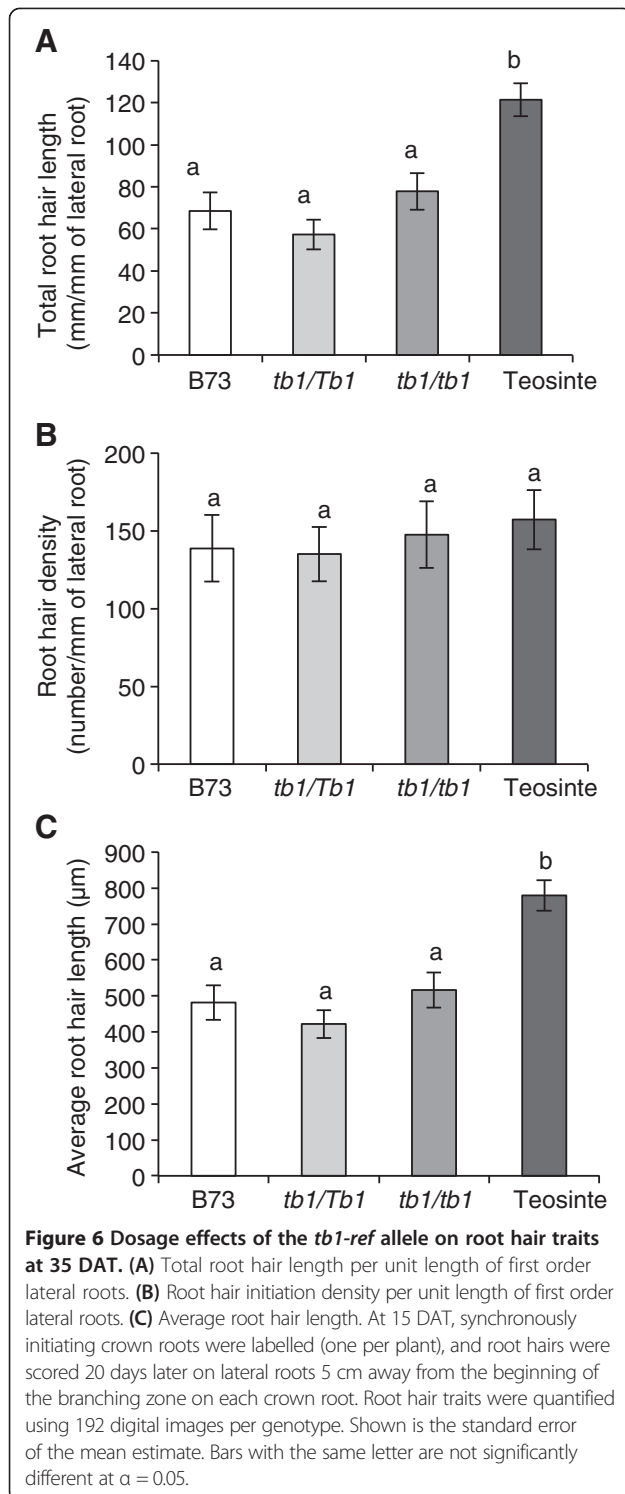 A
Total root hair length
(mm/mm of lateral root)
140
120
100
80
60
40
20
0
a
a
a
b
B73
tb1/Tb1
tb1/tb1
Teosinte
B
Root hair density
(number/mm of lateral root)
200
150
100
50
0
a
a
a
a
B73
tb1/Tb1
tb1/tb1
Teosinte
C
Average root hair length (µm)
900
800
700
600
500
400
300
200
100
0
a
a
a
b
B73
tb1/Tb1
tb1/tb1
Teosinte
Figure 6 Dosage effects of the tb1-ref allele on root hair traits
at 35 DAT. (A) Total root hair length per unit length of first order
lateral roots. (B) Root hair initiation density per unit length of first order
lateral roots. (C) Average root hair length. At 15 DAT, synchronously
initiating crown roots were labelled (one per plant), and root hairs were
scored 20 days later on lateral roots 5 cm away from the beginning of
the branching zone on each crown root. Root hair traits were quantified
using 192 digital images per genotype. Shown is the standard error
of the mean estimate. Bars with the same letter are not significantly
different at α = 0.05.